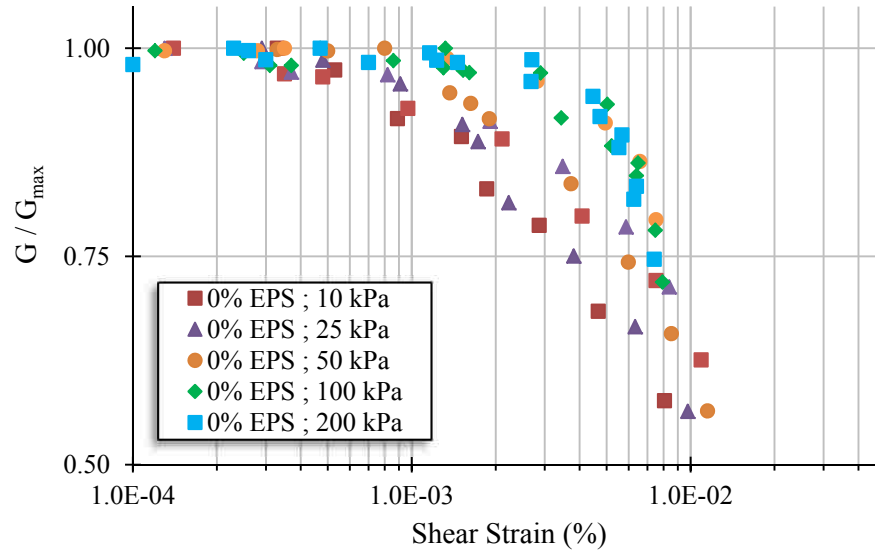 1.00
0.75
0.50
G / Gmax
0% EPS ; 10 kPa
0% EPS ; 25 kPa
0% EPS ; 50 kPa
0% EPS ; 100 kPa
0% EPS ; 200 kPa
1.0E-04 1.0E-03 1.0E-02
Shear Strain (%)